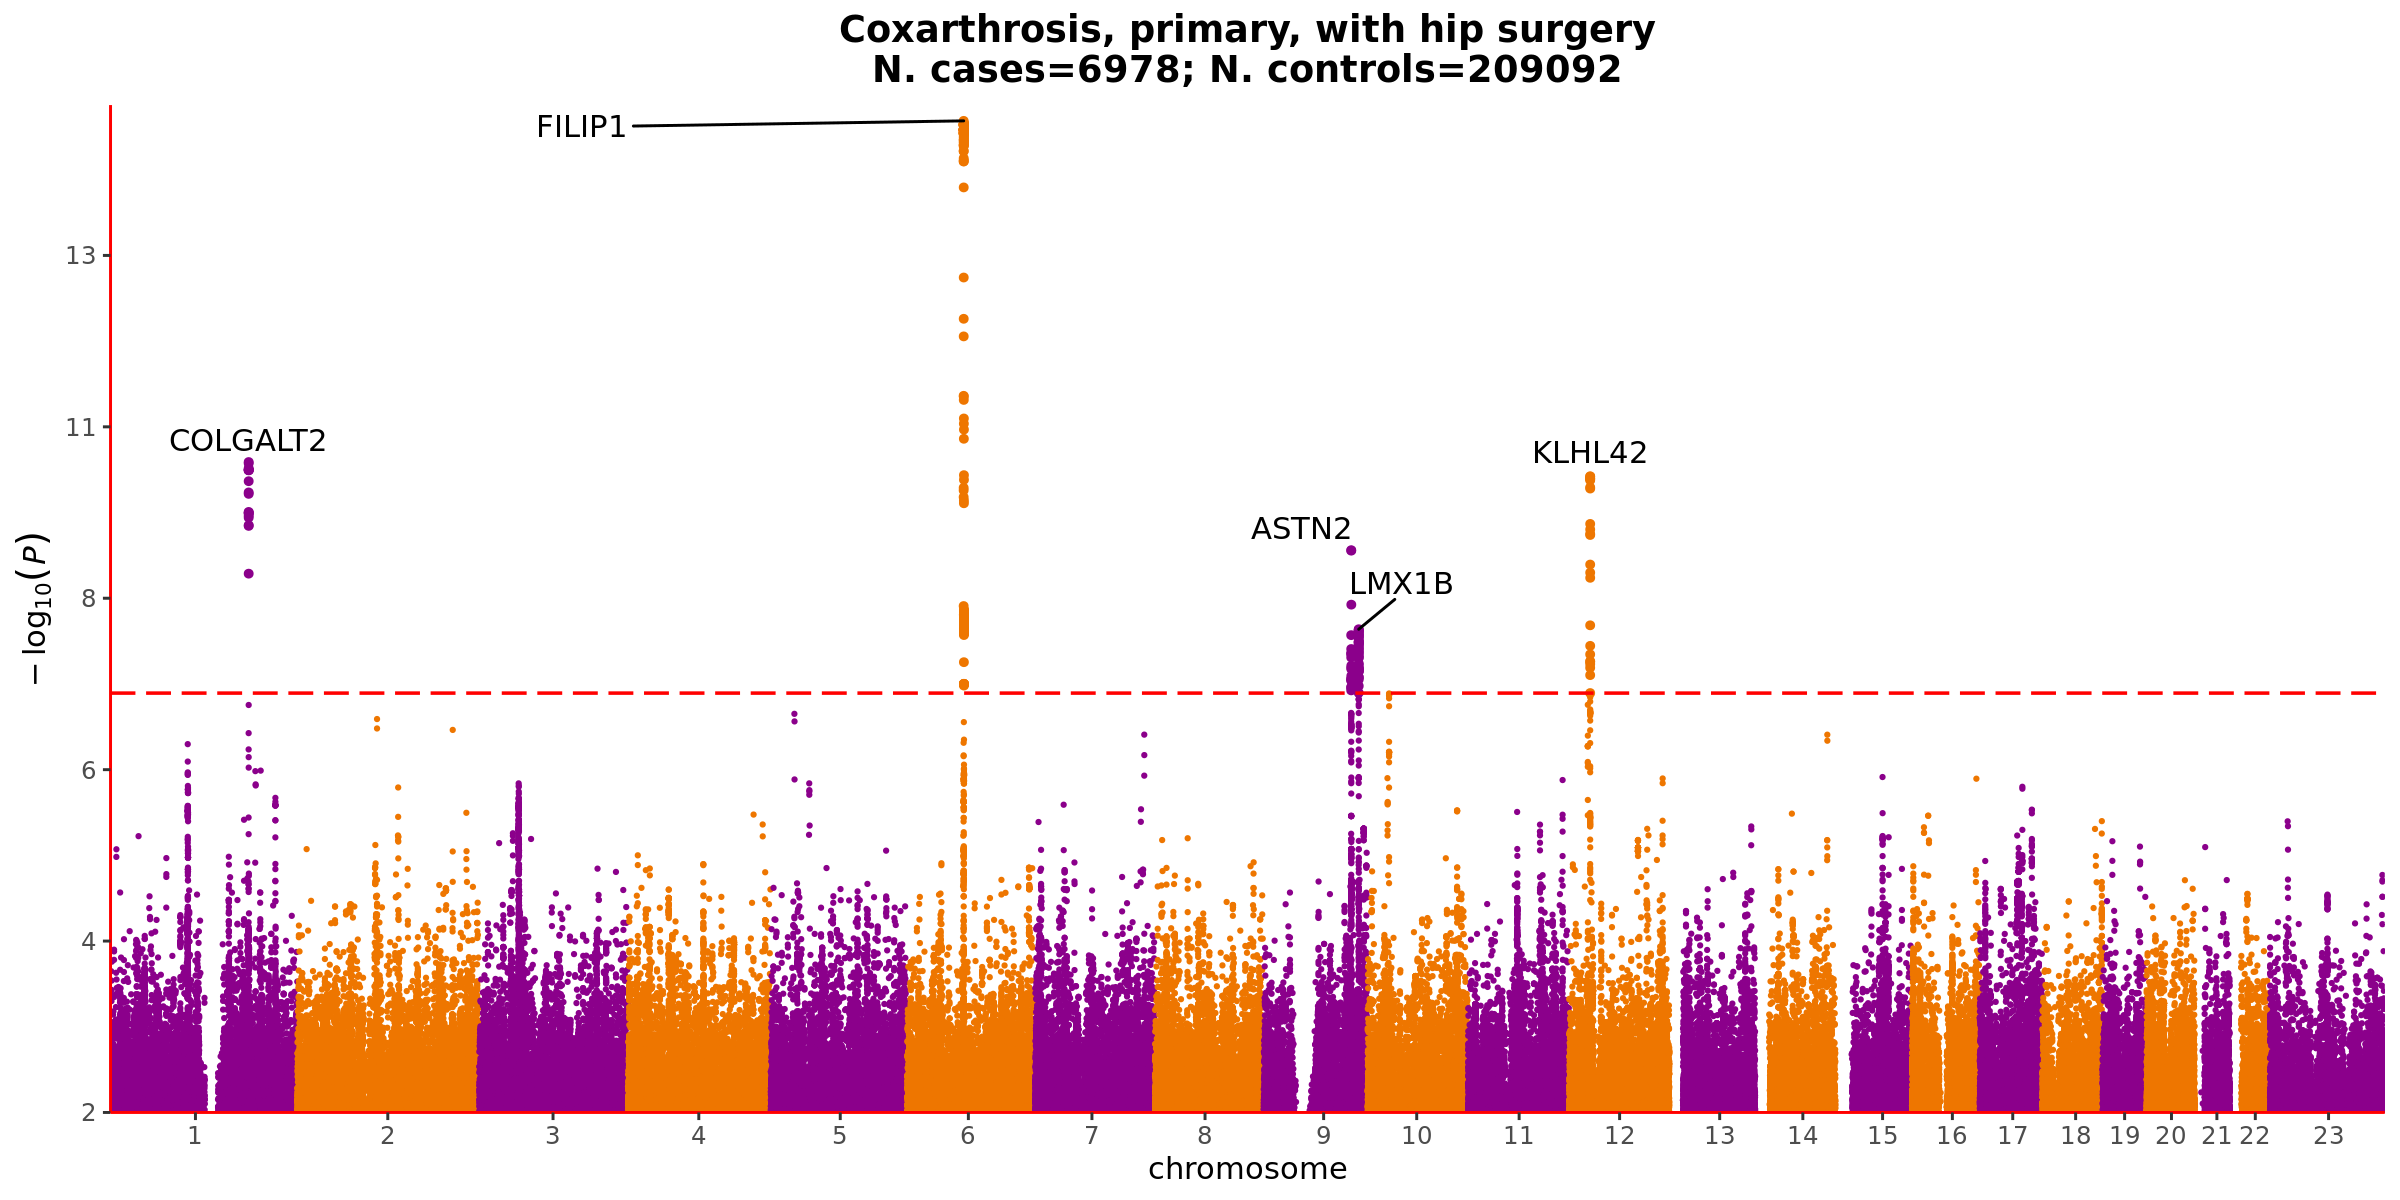 Coxarthrosis, primary, with hip surgery
N. cases=6978; N. controls=209092
FILIP1
13
11
COLGALT2
KLHL42
ASTN2
LMX1B
8
6
4
2
−log10(P)
1 2 3 4 5 6 7 8 9 10 11 12 13 14 15 16 17 18 19 20 21 22 23
chromosome